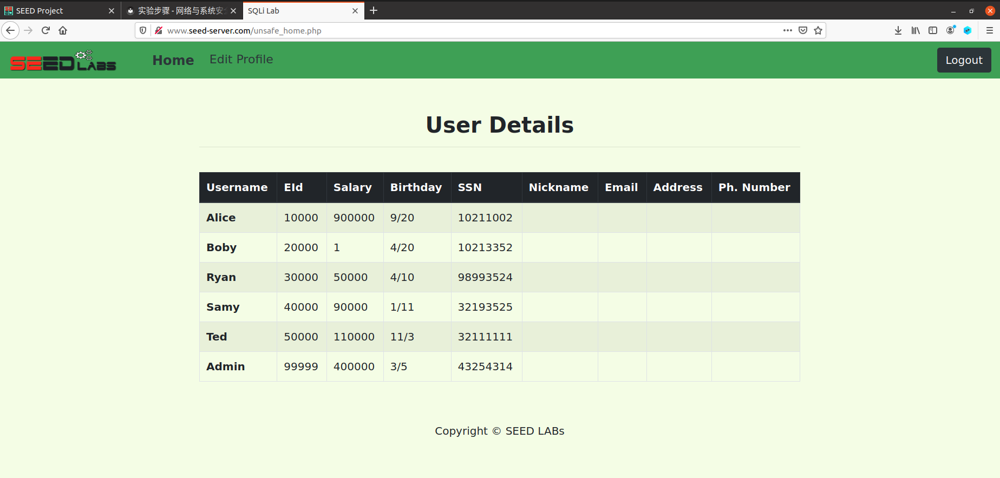 SEED Project
实验步骤 - 网络与系统安全
SQLi Lab
www.seed-server.com/unsafe_home.php
SEED LABS
Home Edit Profile
Logout
User Details
Username EId Salary Birthday SSN Nickname Email Address Ph. Number
Alice 10000 900000 9/20 10211002
Boby 20000 1 4/20 10213352
Ryan 30000 50000 4/10 98993524
Samy 40000 90000 1/11 32193525
Ted 50000 110000 11/3 32111111
Admin 99999 400000 3/5 43254314
Copyright © SEED LABs